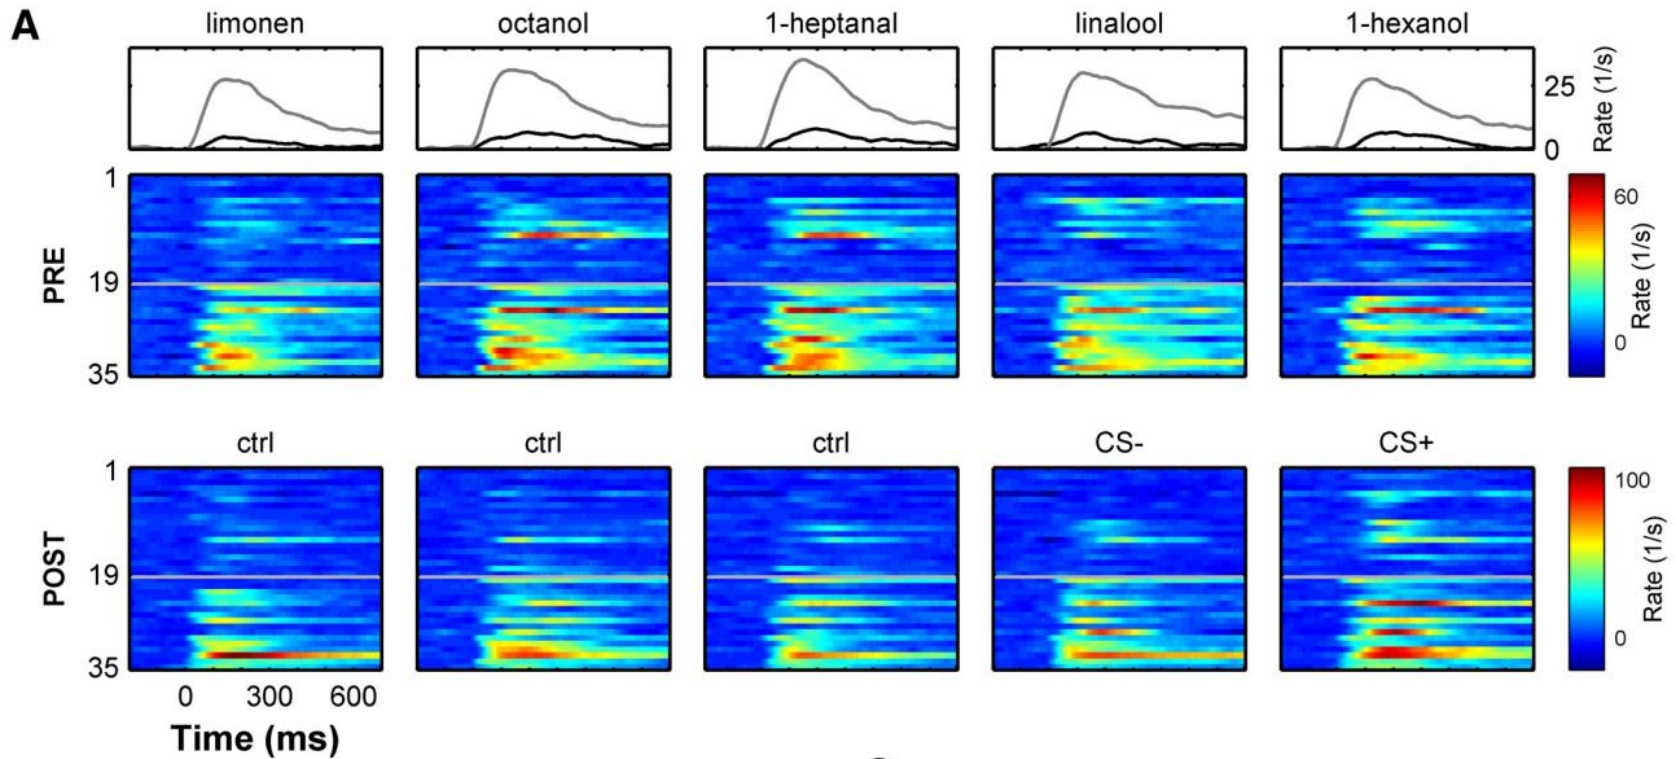 A
limonen octanol 1-heptanal linalool 1-hexanol
25
0
Rate (1/s)
PRE
1
19
35
60
0
Rate (1/s)
ctrl ctrl ctrl CS- CS+
POST
1
19
35
100
0
Rate (1/s)
0 300 600
Time (ms)